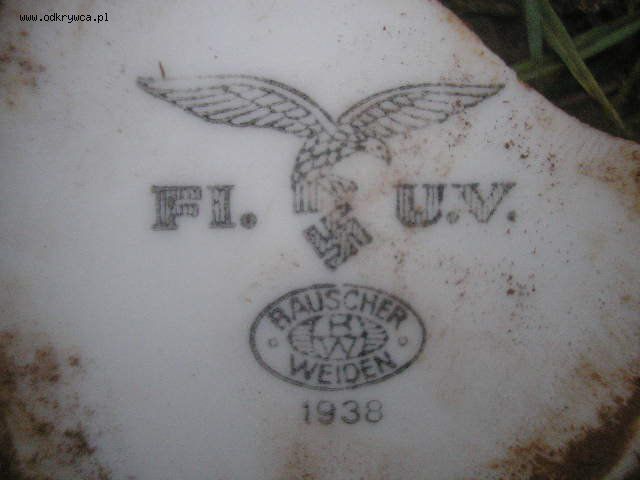 www.odkrywca.pl
Fl. U.V.
BAUSCHER
B
W
WEIDEN
1938